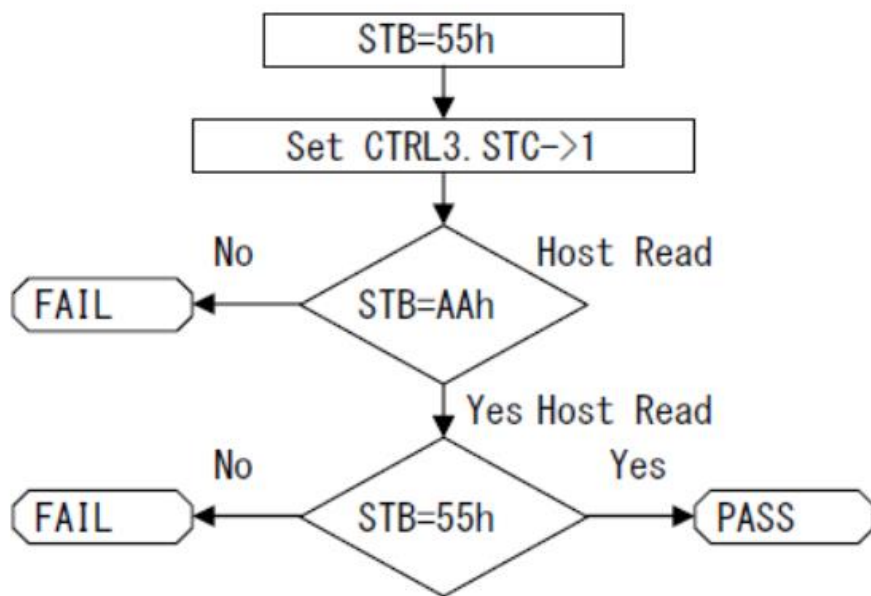 STB=55h
Set CTRL3.STC->1
No
Host Read
FAIL
STB=AAh
Yes Host Read
No
Yes
FAIL
STB=55h
PASS